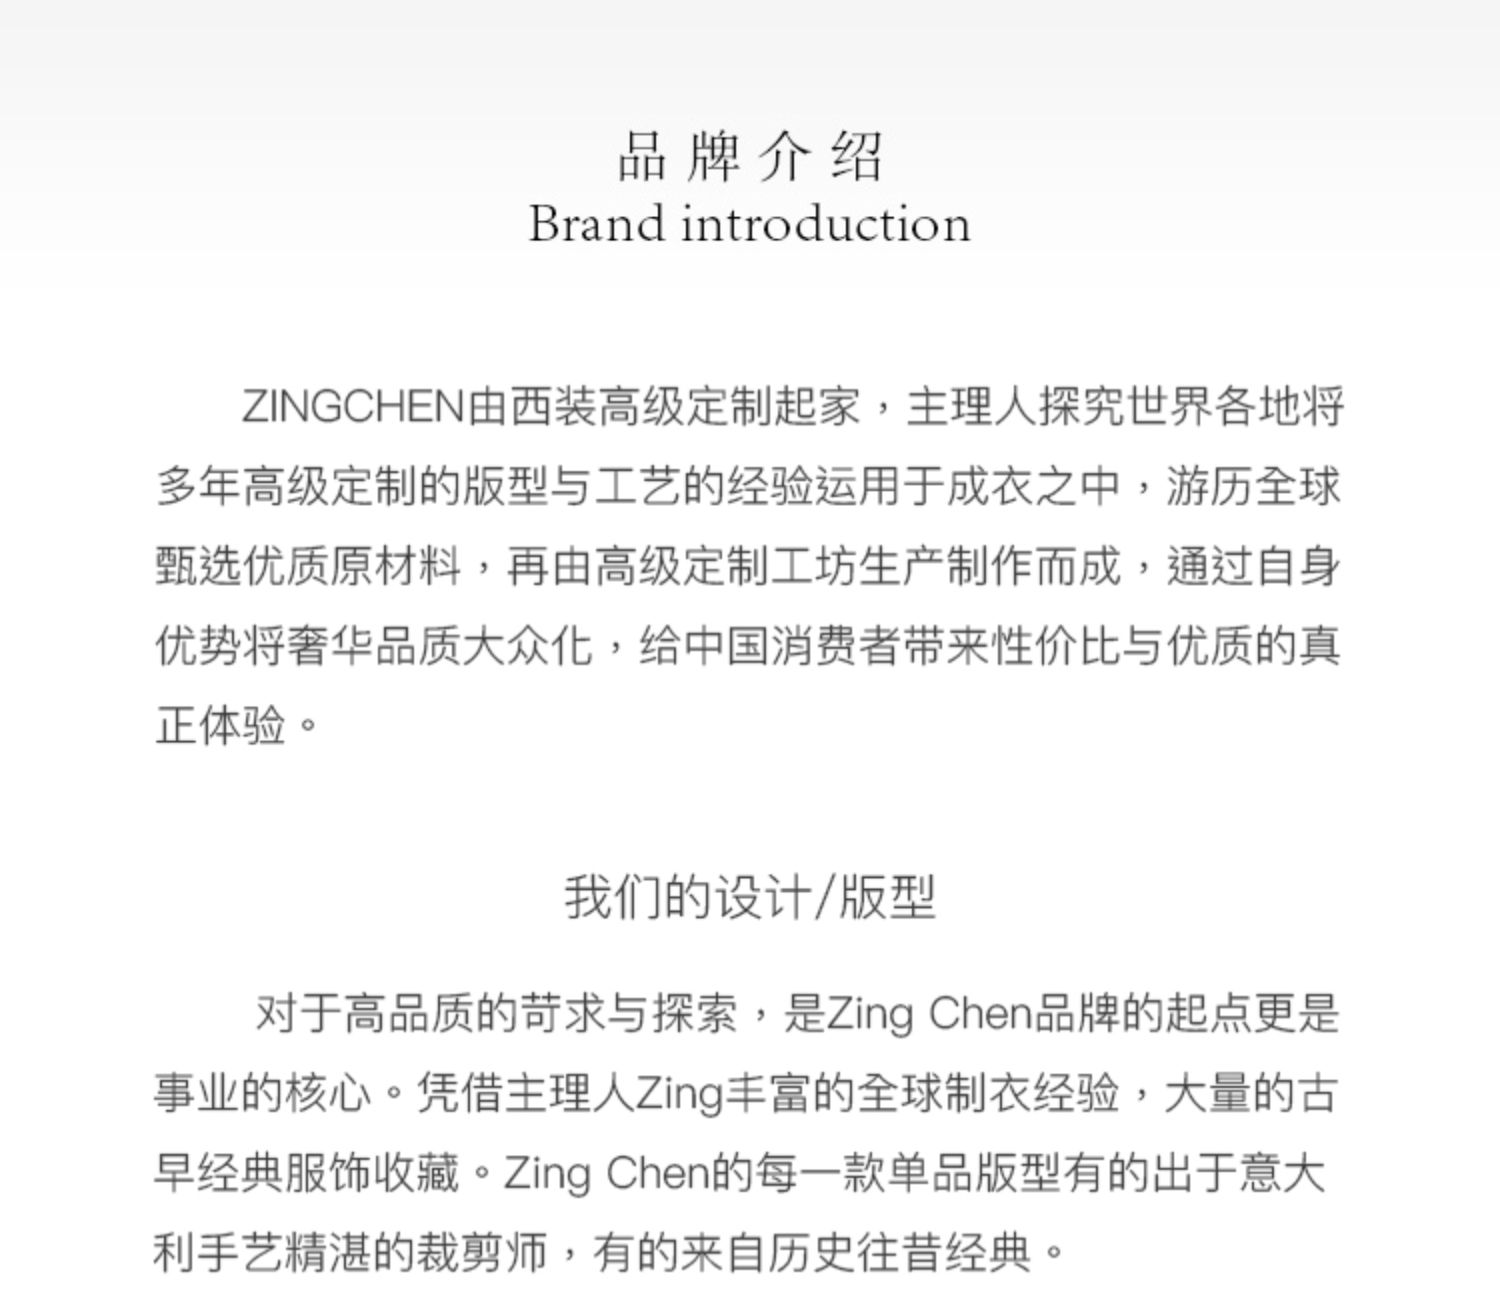 品牌介绍
Brand introduction
ZINGCHEN由西装高级定制起家，主理人探究世界各地将
多年高级定制的版型与工艺的经验运用于成衣之中，游历全球
甄选优质原材料，再由高级定制工坊生产制作而成，通过自身
优势将奢华品质大众化，给中国消费者带来性价比与优质的真
正体验。
我们的设计/版型
对于高品质的苛求与探索，是Zing Chen品牌的起点更是
事业的核心。凭借主理人Zing丰富的全球制衣经验，大量的古
早经典服饰收藏。Zing Chen的每一款单品版型有的出于意大
利手艺精湛的裁剪师，有的来自历史往昔经典。